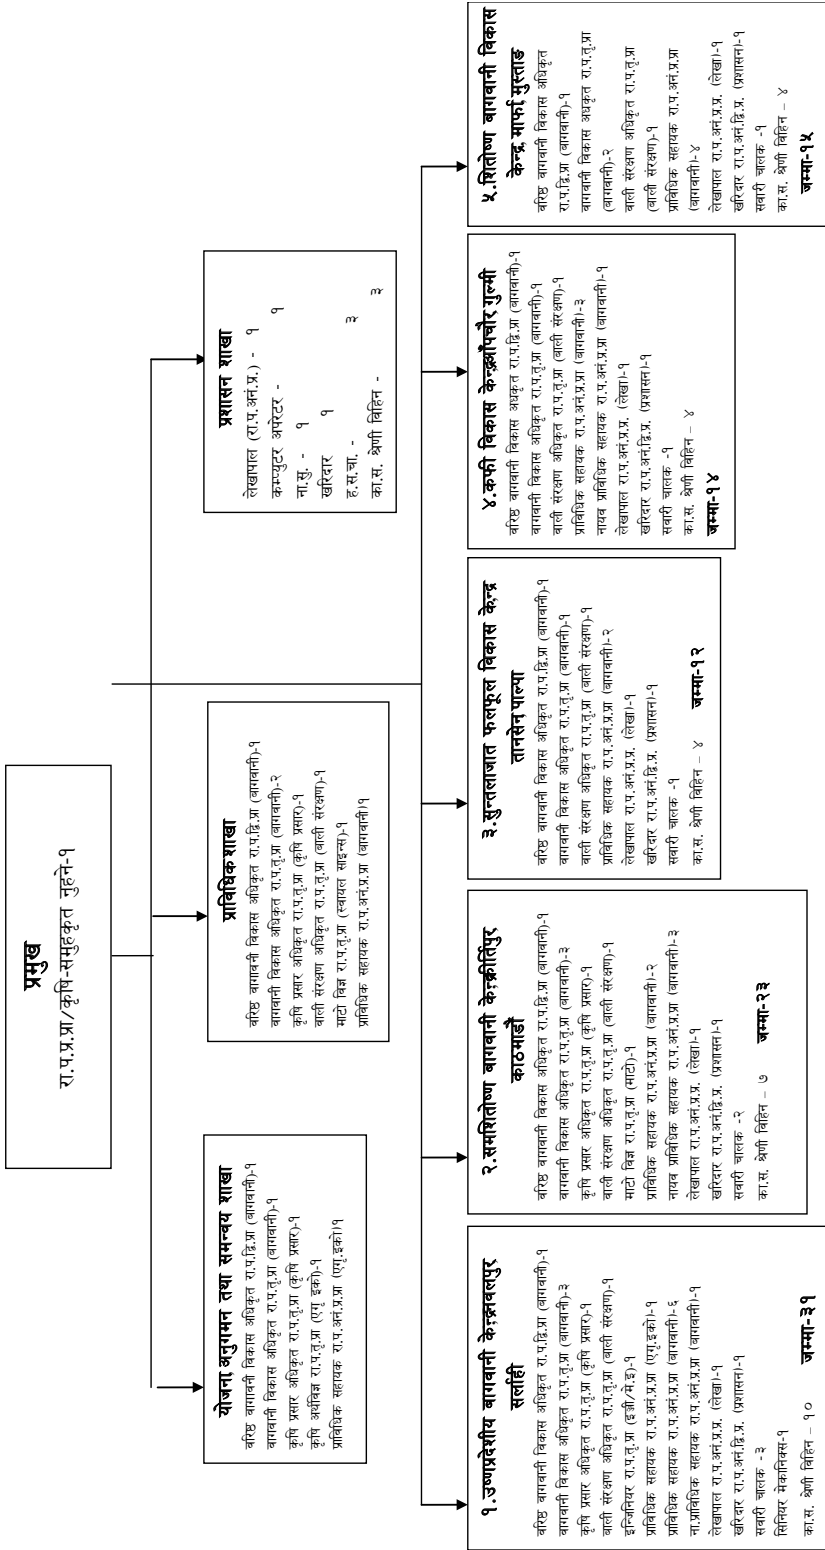 प्रमुख
रा.प.प्र.प्रा/कृषि-समुहकृत नुहने-१
योजना, अनुगमन तथा समन्वय शाखा
वरिष्ठ बागवानी विकास अधिकृत रा.प.द्वि.प्रा (बागवानी)-१
बागवानी विकास अधिकृत रा.प.तृ.प्रा (बागवानी)-१
कृषि प्रसार अधिकृत रा.प.तृ.प्रा (कृषि प्रसार)-१
कृषि अर्थविज्ञ रा.प.तृ.प्रा (एग्र इको)-१
प्राविधिक सहायक रा.प.अनं.प्र.प्रा (एग्र.इको)१
प्राविधिक शाखा
वरिष्ठ बागवानी विकास अधिकृत रा.प.द्वि.प्रा (बागवानी)-१
बागवानी विकास अधिकृत रा.प.तृ.प्रा (बागवानी)-२
कृषि प्रसार अधिकृत रा.प.तृ.प्रा (कृषि प्रसार)-१
बाली संरक्षण अधिकृत रा.प.तृ.प्रा (बाली संरक्षण)-१
माटो विज्ञ रा.प.तृ.प्रा (स्वायल साइन्स)-१
प्राविधिक सहायक रा.प.अनं.प्र.प्रा (बागवानी)१
प्रशासन शाखा
लेखापाल (रा.प.अनं.प्र.) - १
कम्प्युटर अपरेटर - १
ना.सु. - १
खरिदार १
ह.स.चा. - ३
का.स. श्रेणी विहिन - ३
१.उष्णप्रदेशीय बागवानी केन्द्र नवलपुर
सर्लाही
वरिष्ठ बागवानी विकास अधिकृत रा.प.द्वि.प्रा (बागवानी)-१
बागवानी विकास अधिकृत रा.प.तृ.प्रा (बागवानी)-३
कृषि प्रसार अधिकृत रा.प.तृ.प्रा (कृषि प्रसार)-१
बाली संरक्षण अधिकृत रा.प.तृ.प्रा (बाली संरक्षण)-१
इन्जिनियर रा.प.तृ.प्रा (इञ्जी/मे.इ)-१
प्राविधिक सहायक रा.प.अनं.प्र.प्रा (एग्र.इको)-१
प्राविधिक सहायक रा.प.अनं.प्र.प्रा (बागवानी)-६
ना.प्राविधिक सहायक रा.प.अनं.प्र.प्रा (बागवानी)-१
लेखापाल रा.प.अनं.प्र.प्र. (लेखा)-१
खरिदार रा.प.अनं.द्वि.प्र. (प्रशासन)-१
सवारी चालक -३
सिनियर मेकानिक्स-१
का.स. श्रेणी विहिन – १० जम्मा-३१
२.समशितोष्ण बागवानी केन्द्र कीर्तिपुर
काठमाडौं
वरिष्ठ बागवानी विकास अधिकृत रा.प.द्वि.प्रा (बागवानी)-१
बागवानी विकास अधिकृत रा.प.तृ.प्रा (बागवानी)-३
कृषि प्रसार अधिकृत रा.प.तृ.प्रा (कृषि प्रसार)-१
बाली संरक्षण अधिकृत रा.प.तृ.प्रा (बाली संरक्षण)-१
माटो विज्ञ रा.प.तृ.प्रा (माटो)-१
प्राविधिक सहायक रा.प.अनं.प्र.प्रा (बागवानी)-२
नायव प्राविधिक सहायक रा.प.अनं.प्र.प्रा (बागवानी)-३
लेखापाल रा.प.अनं.प्र.प्र. (लेखा)-१
खरिदार रा.प.अनं.द्वि.प्र. (प्रशासन)-१
सवारी चालक -२
का.स. श्रेणी विहिन – ७ जम्मा-२३
३.सुन्तलाजात फलफूल विकास केन्द्र
तानसेन, पाल्पा
वरिष्ठ बागवानी विकास अधिकृत रा.प.द्वि.प्रा (बागवानी)-१
बागवानी विकास अधिकृत रा.प.तृ.प्रा (बागवानी)-१
बाली संरक्षण अधिकृत रा.प.तृ.प्रा (बाली संरक्षण)-१
प्राविधिक सहायक रा.प.अनं.प्र.प्रा (बागवानी)-२
लेखापाल रा.प.अनं.प्र.प्र. (लेखा)-१
खरिदार रा.प.अनं.द्वि.प्र. (प्रशासन)-१
सवारी चालक -१
का.स. श्रेणी विहिन – ४ जम्मा-१२
४.कफी विकास केन्द्र आँपचौर, गुल्मी
वरिष्ठ बागवानी विकास अधकृत रा.प.द्वि.प्रा (बागवानी)-१
बागवानी विकास अधिकृत रा.प.तृ.प्रा (बागवानी)-१
बाली संरक्षण अधिकृत रा.प.तृ.प्रा (बाली संरक्षण)-१
प्राविधिक सहायक रा.प.अनं.प्र.प्रा (बागवानी)-३
नायव प्राविधिक सहायक रा.प.अनं.प्र.प्रा (बागवानी)-१
लेखापाल रा.प.अनं.प्र.प्र. (लेखा)-१
खरिदार रा.प.अनं.द्वि.प्र. (प्रशासन)-१
सवारी चालक -१
का.स. श्रेणी विहिन – ४
जम्मा-१४
५.शितोष्ण बागवानी विकास
केन्द्र, मार्फा, मुस्ताङ
वरिष्ठ बागवानी विकास अधिकृत
रा.प.द्वि.प्रा (बागवानी)-१
बागवानी विकास अधकृत रा.प.तृ.प्रा
(बागवानी)-२
बाली संरक्षण अधिकृत रा.प.तृ.प्रा
(बाली संरक्षण)-१
प्राविधिक सहायक रा.प.अनं.प्र.प्रा
(बागवानी)-४
लेखापाल रा.प.अनं.प्र.प्र. (लेखा)-१
खरिदार रा.प.अनं.द्वि.प्र. (प्रशासन)-१
सवारी चालक -१
का.स. श्रेणी विहिन – ४
जम्मा-१५